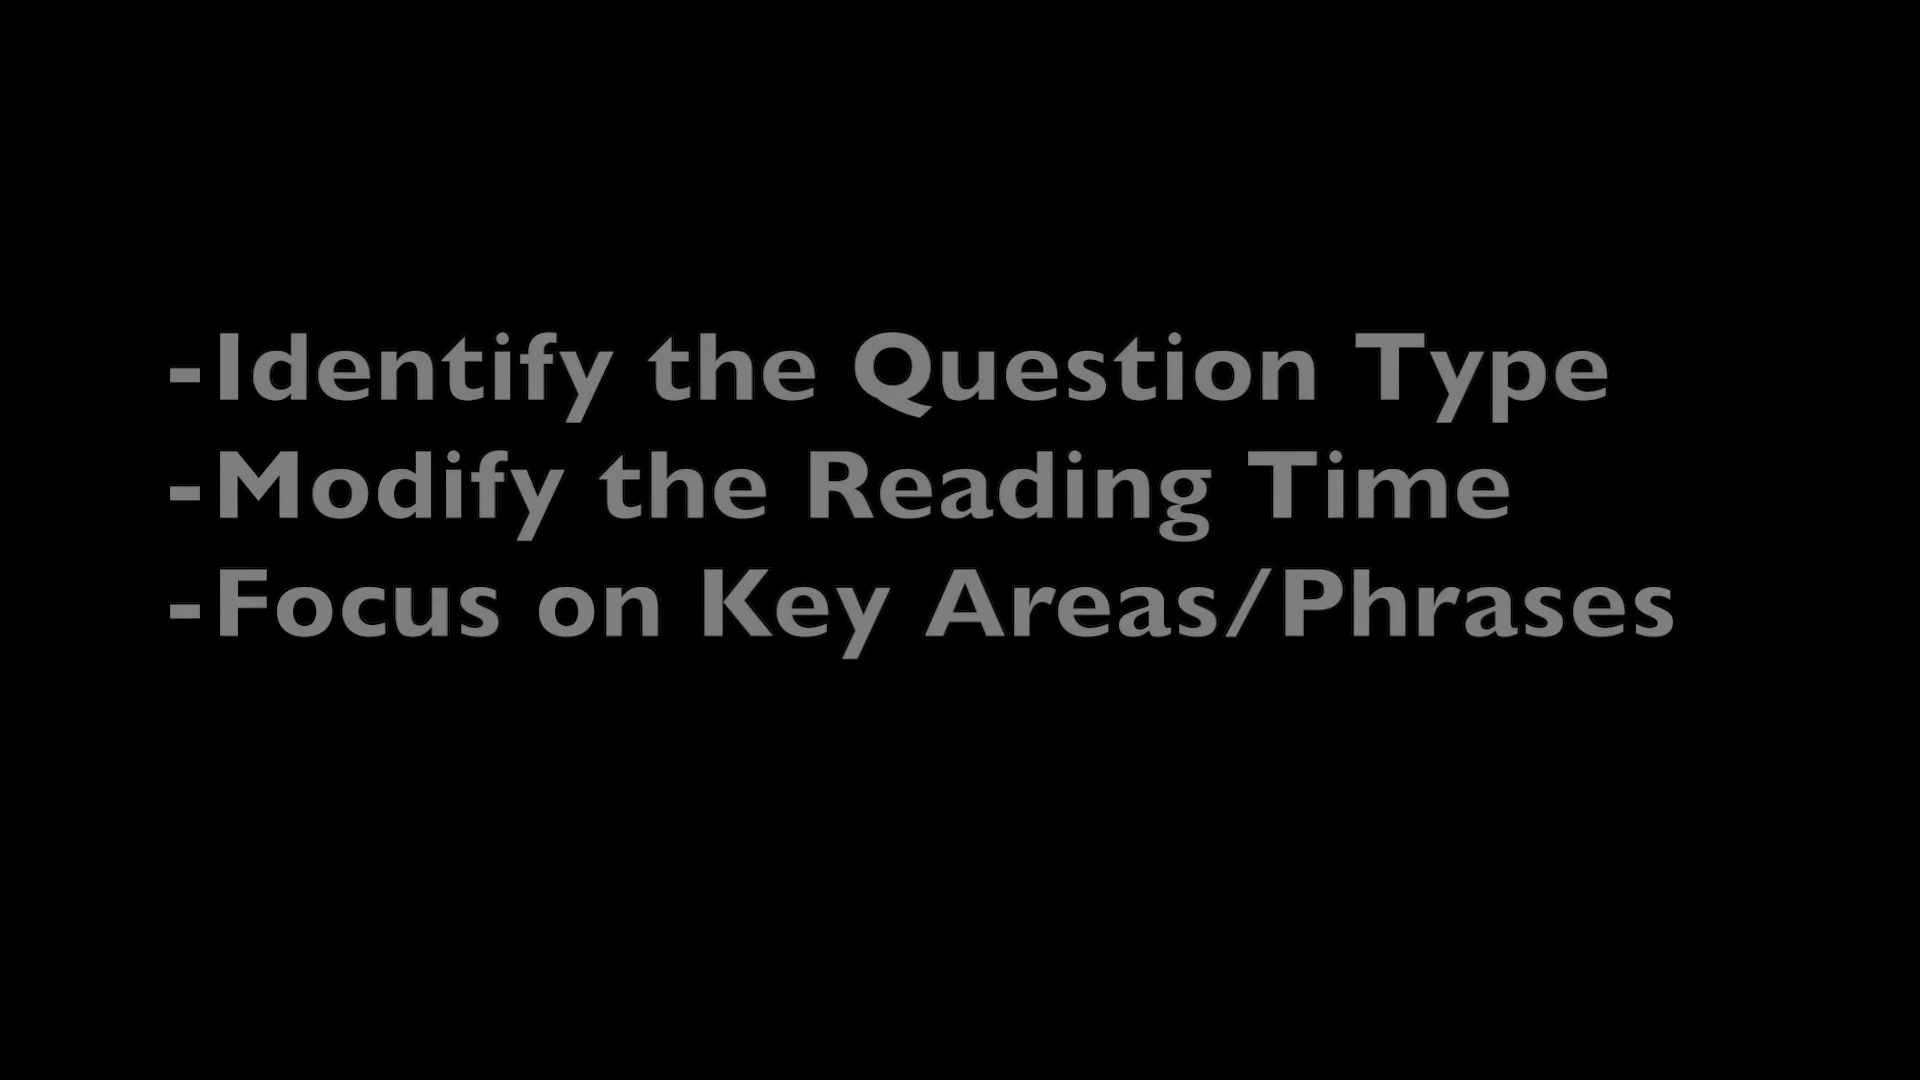 -Identify the Question Type
-Modify the Reading Time
-Focus on Key Areas/Phrases